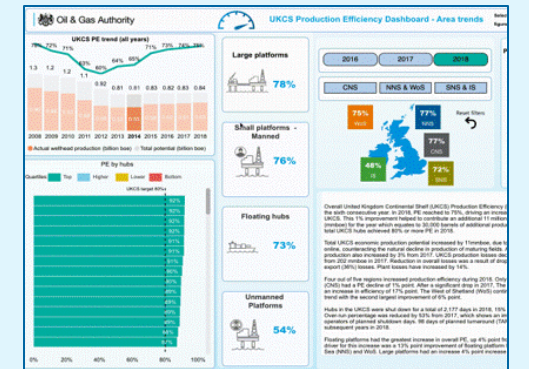 Oil & Gas Authority
UKCS Production Efficiency Dashboard - Area trends
UKCS PE trend (all years)
72% 71% 60% 64% 65% 71% 73% 74% 75%
1.3 1.2 1.2 1.1 0.92 0.81 0.81 0.83 0.82 0.83 0.84
2008 2009 2010 2011 2012 2013 2014 2015 2016 2017 2018
Actual wellhead production (billion boe) Total potential (billion boe)
PE by hubs
Quartiles Top Higher Lower Bottom
UKCS target 80%
92%
92%
92%
91%
91%
0% 20% 40% 60% 80% 100%
Large platforms
78%
Small platforms -
Manned
76%
Floating hubs
73%
Unmanned
Platforms
54%
2016 2017 2018
CNS NNS & WoS SNS & IS
75% WoS
77% NNS
Reset filters
77% CNS
48% IS
72% SNS
Overall United Kingdom Continental Shelf (UKCS) Production Efficiency
the sixth consecutive year. In 2018, PE reached to 75%, driving an
UKCS. This 1% improvement helped to contribute an additional 11 million
(mmboe) for the year which equates to 30,000 barrels of additional
total UKCS hubs achieved 80% or more PE in 2018.
Total UKCS economic production potential increased by 11mmboe, due
online, counteracting the natural decline in production of maturing fields.
production also increased by 3% from 2017. UKCS production losses
from 202 mmboe in 2017. Reduction in overall losses was a result of
export (36%) losses. Plant losses have increased by 14%.
Four out of five regions increased production efficiency during 2018. Only
(CNS) had a PE decline of 1% point. After a significant drop in 2017, The
an increase in efficiency of 17% point. The West of Shetland (WoS)
trend with the second largest improvement of 6% point.
Hubs in the UKCS were shut down for a total of 2,177 days in 2018, 15%
Over-run percentage was reduced by 53% from 2017, which shows an
operators of planned shutdown days. 98 days of planned turnaround
subsequent years in 2018.
Floating platforms had the greatest increase in overall PE, up 4% point
driver for this increase was a 13% point improvement of floating platform
Sea (NNS) and WoS. Large platforms had an increase 4% point